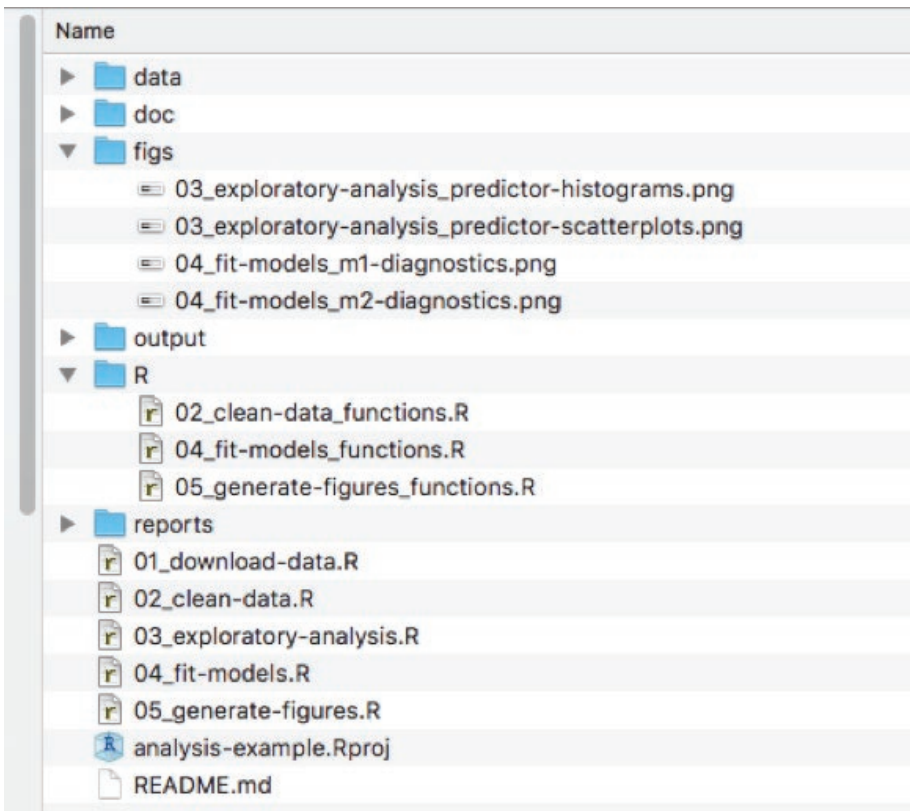 Name
data
doc
figs
03_exploratory-analysis_predictor-histograms.png
03_exploratory-analysis_predictor-scatterplots.png
04_fit-models_m1-diagnostics.png
04_fit-models_m2-diagnostics.png
output
R
02_clean-data_functions.R
04_fit-models_functions.R
05_generate-figures_functions.R
reports
01_download-data.R
02_clean-data.R
03_exploratory-analysis.R
04_fit-models.R
05_generate-figures.R
analysis-example.Rproj
README.md